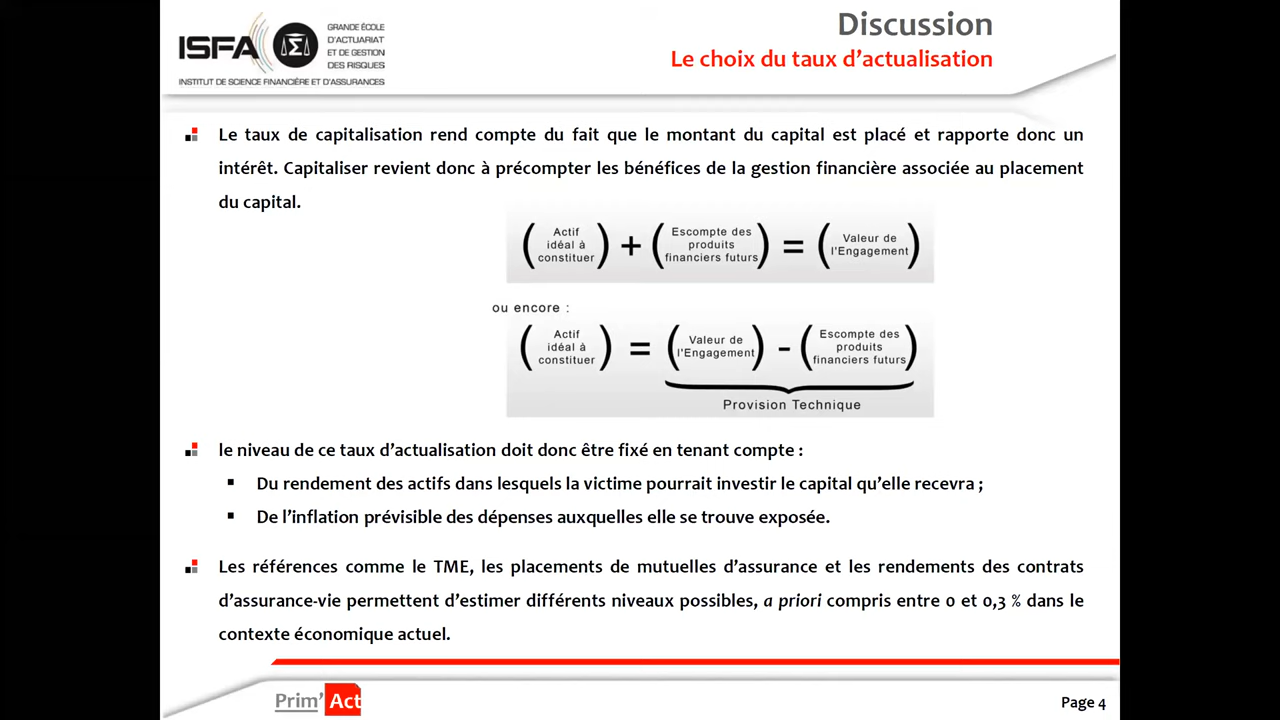 ISFA
GRANDE ÉCOLE
D'ACTUARIAT
ET DE GESTION
DES RISQUES
INSTITUT DE SCIENCE FINANCIÈRE ET D'ASSURANCES
Discussion
Le choix du taux d'actualisation
Le taux de capitalisation rend compte du fait que le montant du capital est placé et rapporte donc un
intérêt. Capitaliser revient donc à précompter les bénéfices de la gestion financière associée au placement
du capital.
( Actif idéal à constituer ) + ( Escompte des produits financiers futurs ) = ( Valeur de l'Engagement )
ou encore :
( Actif idéal à constituer ) = ( Valeur de l'Engagement ) - ( Escompte des produits financiers futurs )
Provision Technique
le niveau de ce taux d'actualisation doit donc être fixé en tenant compte :
▪ Du rendement des actifs dans lesquels la victime pourrait investir le capital qu'elle recevra ;
▪ De l'inflation prévisible des dépenses auxquelles elle se trouve exposée.
Les références comme le TME, les placements de mutuelles d'assurance et les rendements des contrats
d'assurance-vie permettent d'estimer différents niveaux possibles, a priori compris entre 0 et 0,3 % dans le
contexte économique actuel.
Prim' Act
Page 4